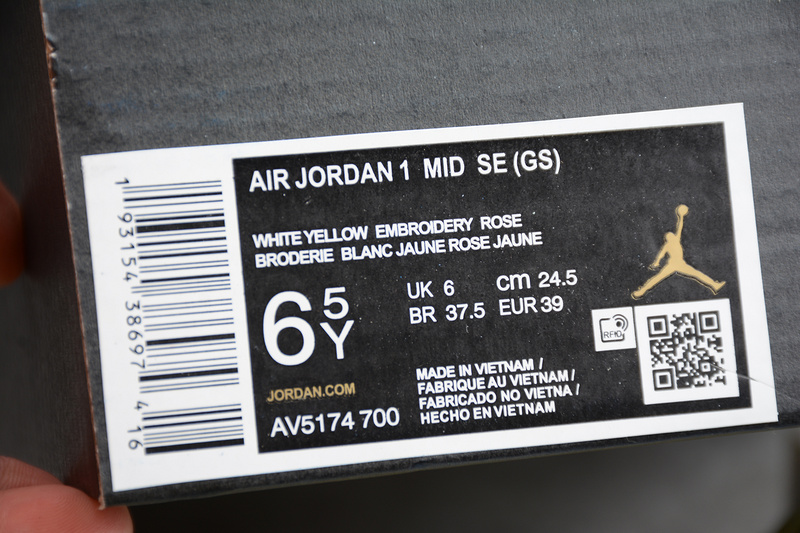 AIR JORDAN 1 MID SE (GS)
WHITE YELLOW EMBROIDERY ROSE
BRODERIE BLANC JAUNE ROSE JAUNE
6 5 Y
UK 6 cm 24.5
BR 37.5 EUR 39
RFID
JORDAN.COM
AV5174 700
MADE IN VIETNAM /
FABRIQUE AU VIETNAM /
FABRICADO NO VIETNA /
HECHO EN VIETNAM
1 93154 38697 4 16